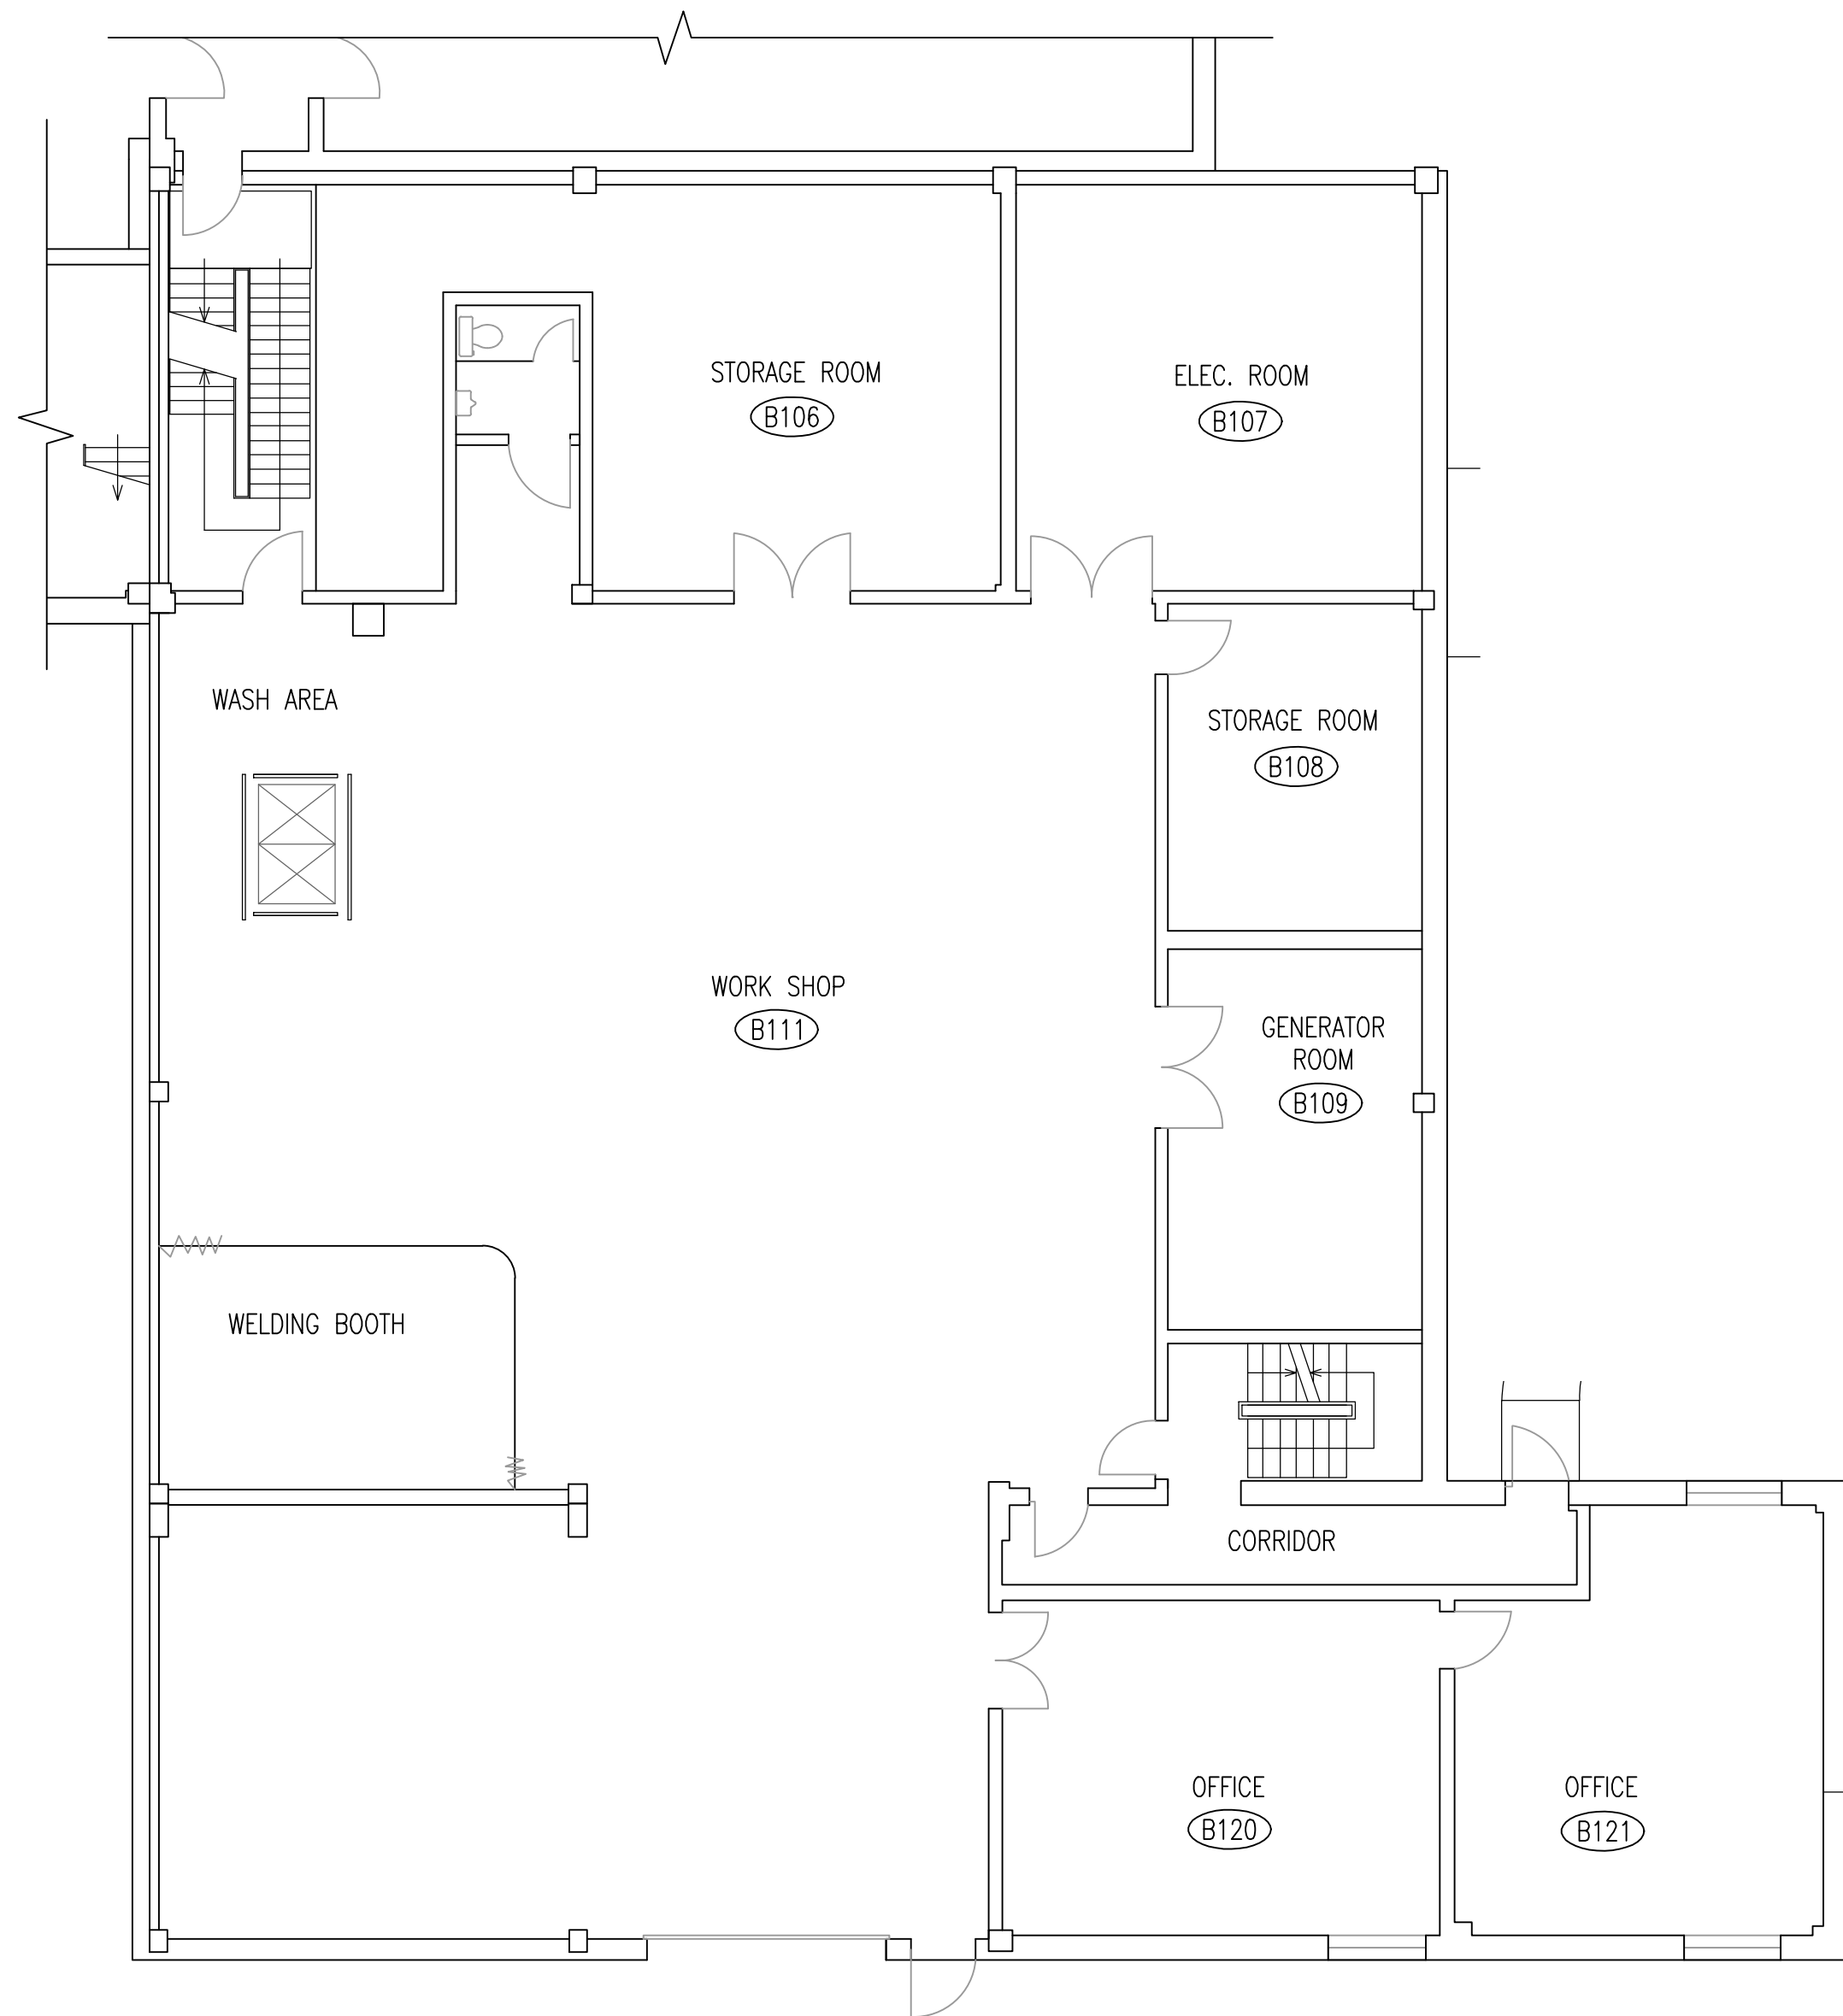 STORAGE ROOM
B106
ELEC. ROOM
B107
WASH AREA
STORAGE ROOM
B108
WORK SHOP
B111
GENERATOR
ROOM
B109
WELDING BOOTH
CORRIDOR
OFFICE
B120
OFFICE
B121